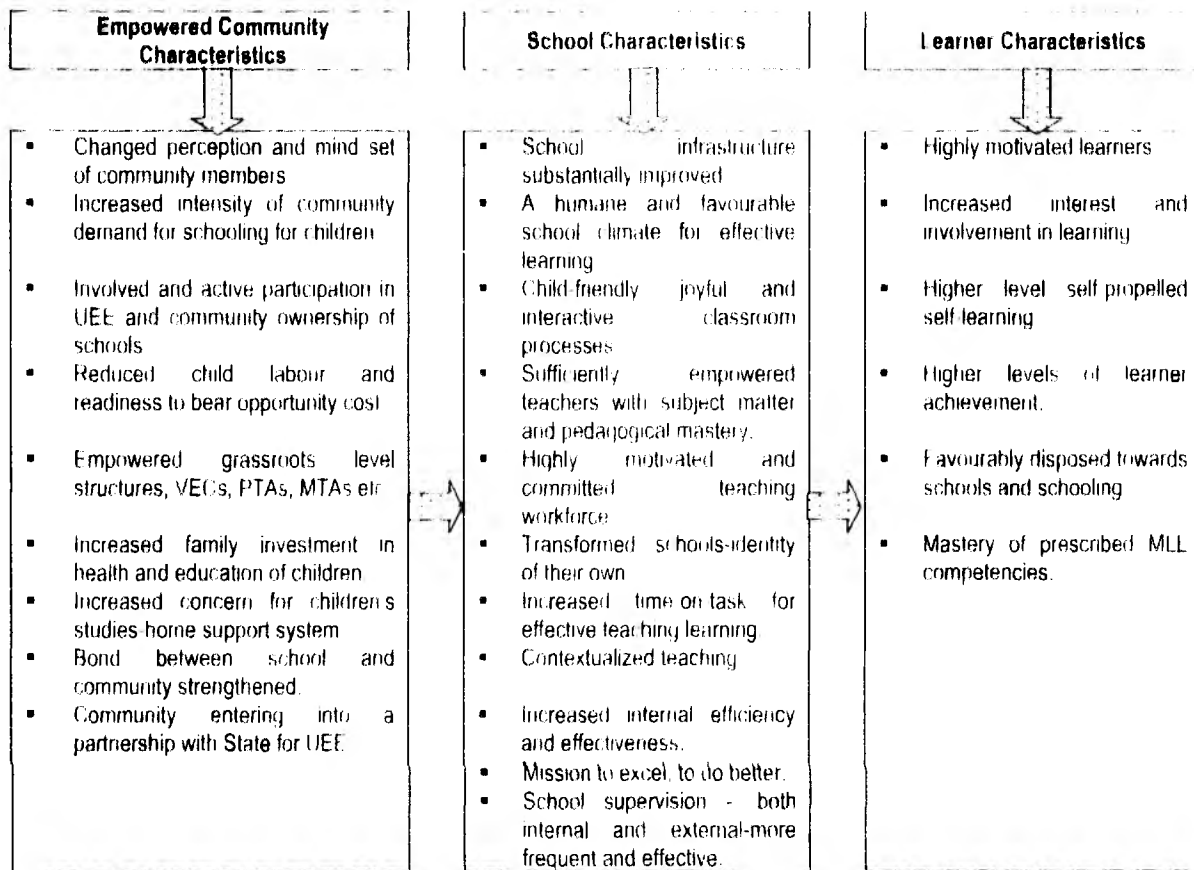 Empowered Community
Characteristics
▪ Changed perception and mind set
of community members
▪ Increased intensity of community
demand for schooling for children
▪ Involved and active participation in
UEE and community ownership of
schools
▪ Reduced child labour and
readiness to bear opportunity cost
▪ Empowered grassroots level
structures, VECs, PTAs, MTAs etc
▪ Increased family investment in
health and education of children
▪ Increased concern for children's
studies-home support system
▪ Bond between school and
community strengthened.
▪ Community entering into a
partnership with State for UEE
School Characteristics
▪ School infrastructure
substantially improved
▪ A humane and favourable
school climate for effective
learning
▪ Child-friendly joyful and
interactive classroom
processes
▪ Sufficiently empowered
teachers with subject matter
and pedagogical mastery.
▪ Highly motivated and
committed teaching
workforce
▪ Transformed schools-identity
of their own
▪ Increased time on task for
effective teaching learning
▪ Contextualized teaching
▪ Increased internal efficiency
and effectiveness.
▪ Mission to excel, to do better.
▪ School supervision - both
internal and external-more
frequent and effective.
Learner Characteristics
▪ Highly motivated learners
▪ Increased interest and
involvement in learning
▪ Higher level self propelled
self learning
▪ Higher levels of learner
achievement.
▪ Favourably disposed towards
schools and schooling
▪ Mastery of prescribed MLL
competencies.